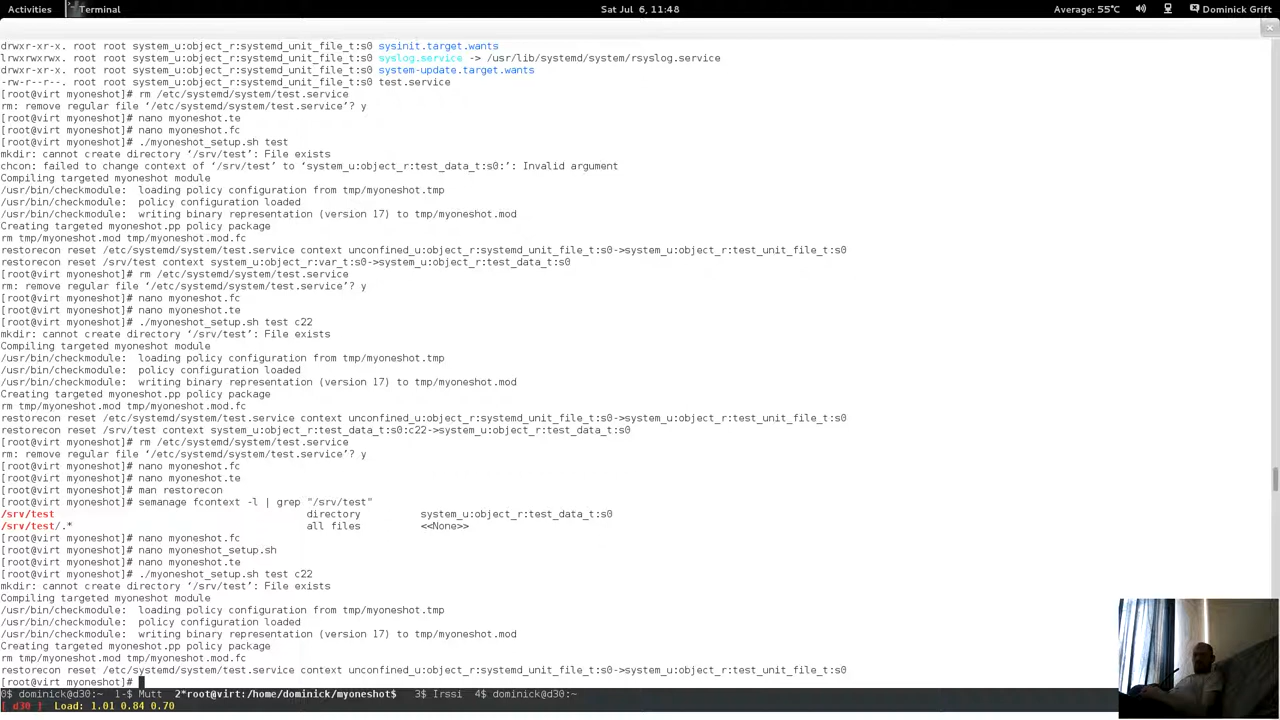 Activities Terminal Sat Jul 6, 11:48 Average: 55°C Dominick Grift
drwxr-xr-x. root root system_u:object_r:systemd_unit_file_t:s0 sysinit.target.wants
lrwxrwxrwx. root root system_u:object_r:systemd_unit_file_t:s0 syslog.service -> /usr/lib/systemd/system/rsyslog.service
drwxr-xr-x. root root system_u:object_r:systemd_unit_file_t:s0 system-update.target.wants
-rw-r--r--. root root system_u:object_r:systemd_unit_file_t:s0 test.service
[root@virt myoneshot]# rm /etc/systemd/system/test.service
rm: remove regular file ‘/etc/systemd/system/test.service’? y
[root@virt myoneshot]# nano myoneshot.te
[root@virt myoneshot]# nano myoneshot.fc
[root@virt myoneshot]# ./myoneshot_setup.sh test
mkdir: cannot create directory ‘/srv/test’: File exists
chcon: failed to change context of ‘/srv/test’ to ‘system_u:object_r:test_data_t:s0:’: Invalid argument
Compiling targeted myoneshot module
/usr/bin/checkmodule:  loading policy configuration from tmp/myoneshot.tmp
/usr/bin/checkmodule:  policy configuration loaded
/usr/bin/checkmodule:  writing binary representation (version 17) to tmp/myoneshot.mod
Creating targeted myoneshot.pp policy package
rm tmp/myoneshot.mod tmp/myoneshot.mod.fc
restorecon reset /etc/systemd/system/test.service context unconfined_u:object_r:systemd_unit_file_t:s0->system_u:object_r:test_unit_file_t:s0
restorecon reset /srv/test context system_u:object_r:var_t:s0->system_u:object_r:test_data_t:s0
[root@virt myoneshot]# rm /etc/systemd/system/test.service
rm: remove regular file ‘/etc/systemd/system/test.service’? y
[root@virt myoneshot]# nano myoneshot.fc
[root@virt myoneshot]# nano myoneshot.te
[root@virt myoneshot]# ./myoneshot_setup.sh test c22
mkdir: cannot create directory ‘/srv/test’: File exists
Compiling targeted myoneshot module
/usr/bin/checkmodule:  loading policy configuration from tmp/myoneshot.tmp
/usr/bin/checkmodule:  policy configuration loaded
/usr/bin/checkmodule:  writing binary representation (version 17) to tmp/myoneshot.mod
Creating targeted myoneshot.pp policy package
rm tmp/myoneshot.mod tmp/myoneshot.mod.fc
restorecon reset /etc/systemd/system/test.service context unconfined_u:object_r:systemd_unit_file_t:s0->system_u:object_r:test_unit_file_t:s0
restorecon reset /srv/test context system_u:object_r:test_data_t:s0:c22->system_u:object_r:test_data_t:s0
[root@virt myoneshot]# rm /etc/systemd/system/test.service
rm: remove regular file ‘/etc/systemd/system/test.service’? y
[root@virt myoneshot]# nano myoneshot.fc
[root@virt myoneshot]# nano myoneshot.te
[root@virt myoneshot]# man restorecon
[root@virt myoneshot]# semanage fcontext -l | grep "/srv/test"
/srv/test directory system_u:object_r:test_data_t:s0
/srv/test/.* all files <<None>>
[root@virt myoneshot]# nano myoneshot.fc
[root@virt myoneshot]# nano myoneshot_setup.sh
[root@virt myoneshot]# nano myoneshot.te
[root@virt myoneshot]# ./myoneshot_setup.sh test c22
mkdir: cannot create directory ‘/srv/test’: File exists
Compiling targeted myoneshot module
/usr/bin/checkmodule:  loading policy configuration from tmp/myoneshot.tmp
/usr/bin/checkmodule:  policy configuration loaded
/usr/bin/checkmodule:  writing binary representation (version 17) to tmp/myoneshot.mod
Creating targeted myoneshot.pp policy package
rm tmp/myoneshot.mod tmp/myoneshot.mod.fc
restorecon reset /etc/systemd/system/test.service context unconfined_u:object_r:systemd_unit_file_t:s0->system_u:object_r:test_unit_file_t:s0
[root@virt myoneshot]#
0$ dominick@d30:~ 1-$ Mutt 2*root@virt:/home/dominick/myoneshot$ 3$ Irssi 4$ dominick@d30:~
[ d30 ] Load: 1.01 0.84 0.70